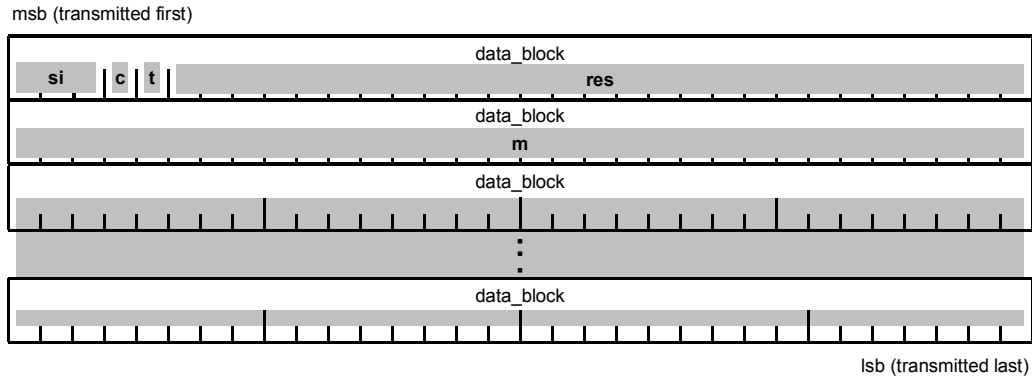 msb (transmitted first)
data_block
si c t res
data_block
m
data_block
data_block
lsb (transmitted last)